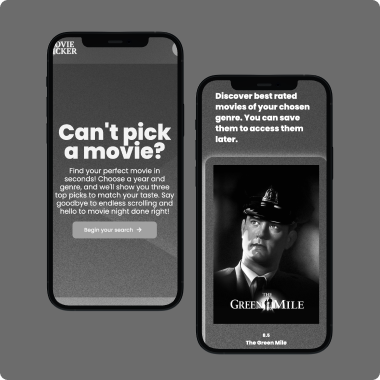 OVIE
CKER
Can't pick
a movie?
Find your perfect movie in
seconds! Choose a year and
genre, and we'll show you three
top picks to match your taste. Say
goodbye to endless scrolling and
hello to movie night done right!
Begin your search →
Discover best rated
movies of your chosen
genre. You can save
them to access them
later.
THE
GREEN MILE
8.5
The Green Mile